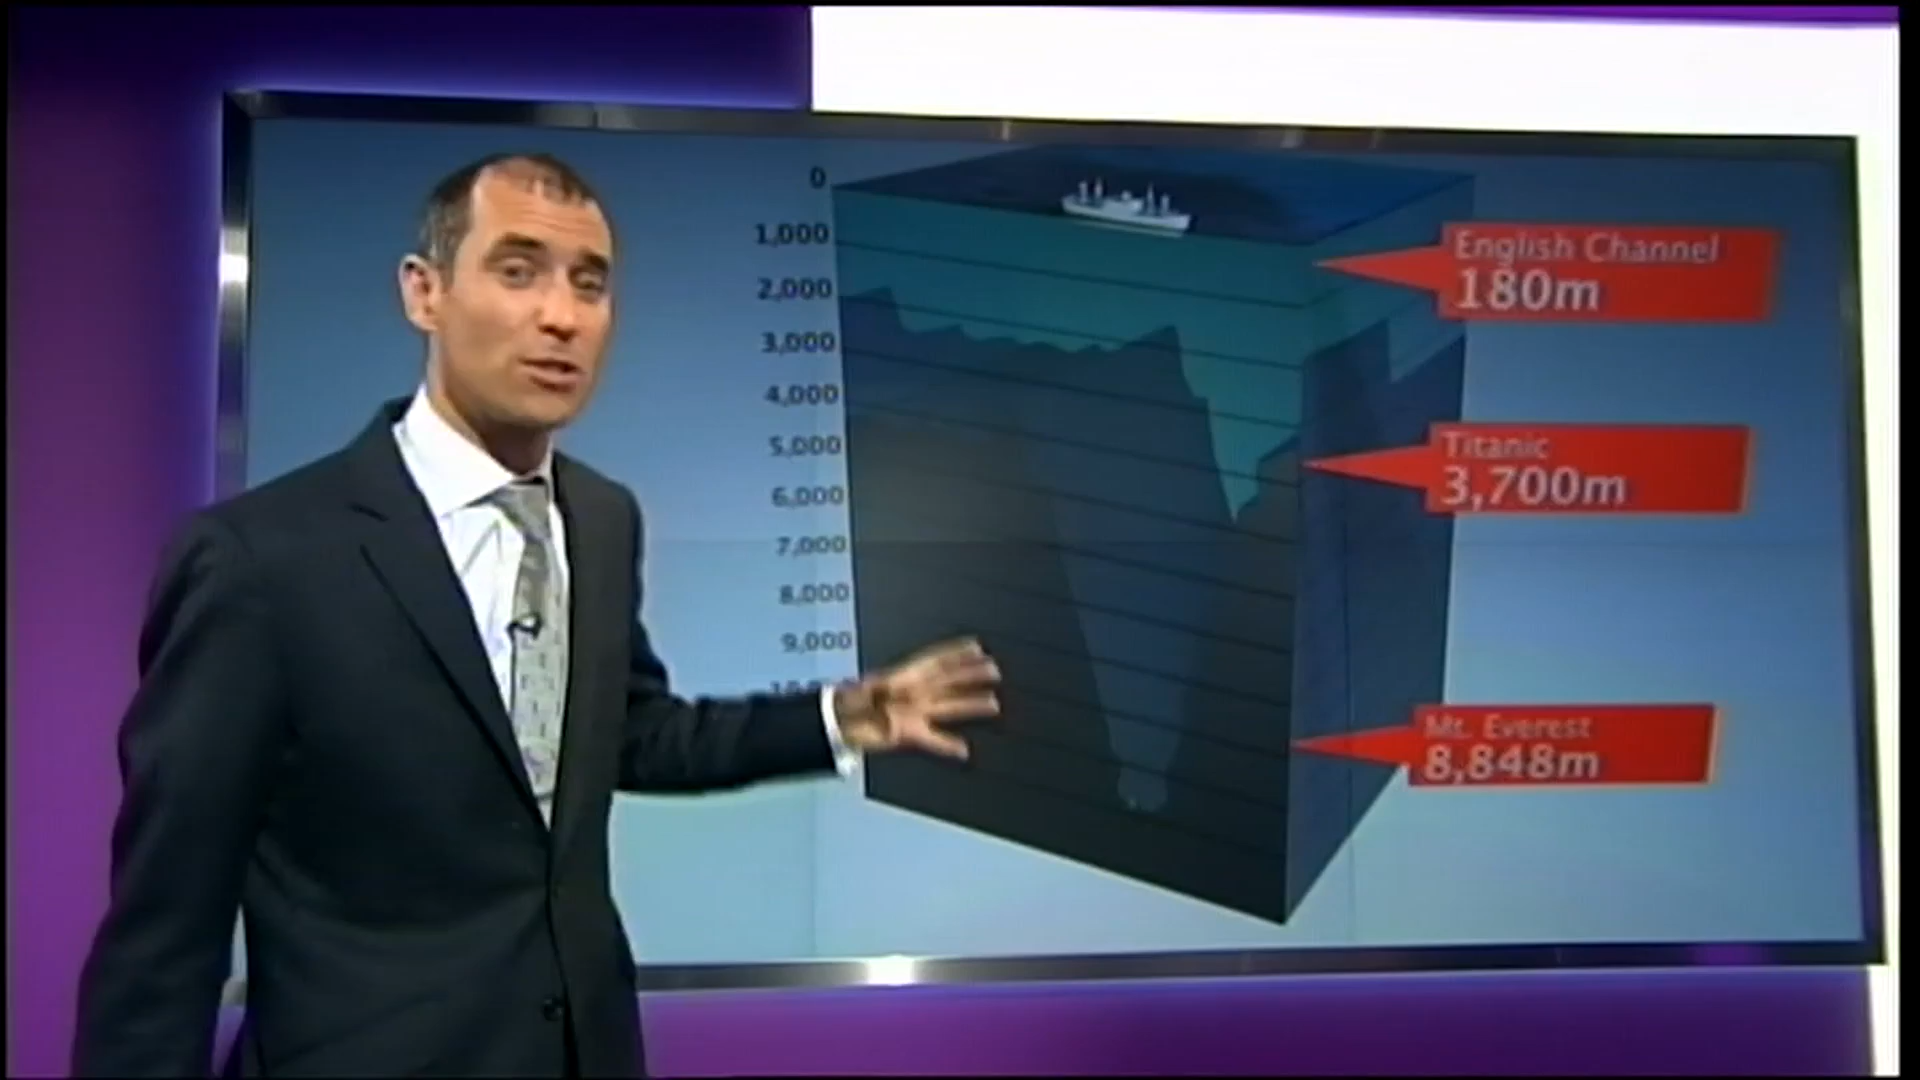 0
1,000
2,000
3,000
4,000
5,000
6,000
7,000
8,000
9,000
English Channel
180m
Titanic
3,700m
Mt. Everest
8,848m